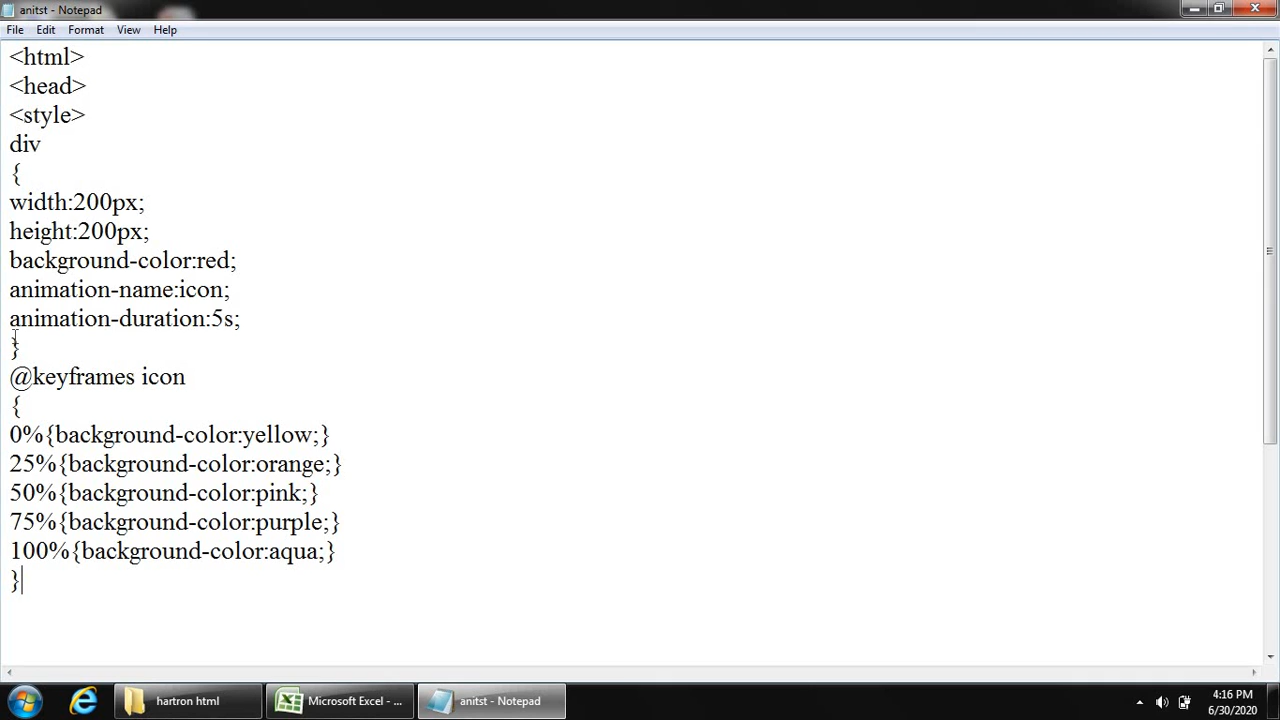 anitst - Notepad
File Edit Format View Help
<html>
<head>
<style>
div
{
width:200px;
height:200px;
background-color:red;
animation-name:icon;
animation-duration:5s;
}
@keyframes icon
{
0%{background-color:yellow;}
25%{background-color:orange;}
50%{background-color:pink;}
75%{background-color:purple;}
100%{background-color:aqua;}
}
hartron html
Microsoft Excel - ...
anitst - Notepad
4:16 PM
6/30/2020